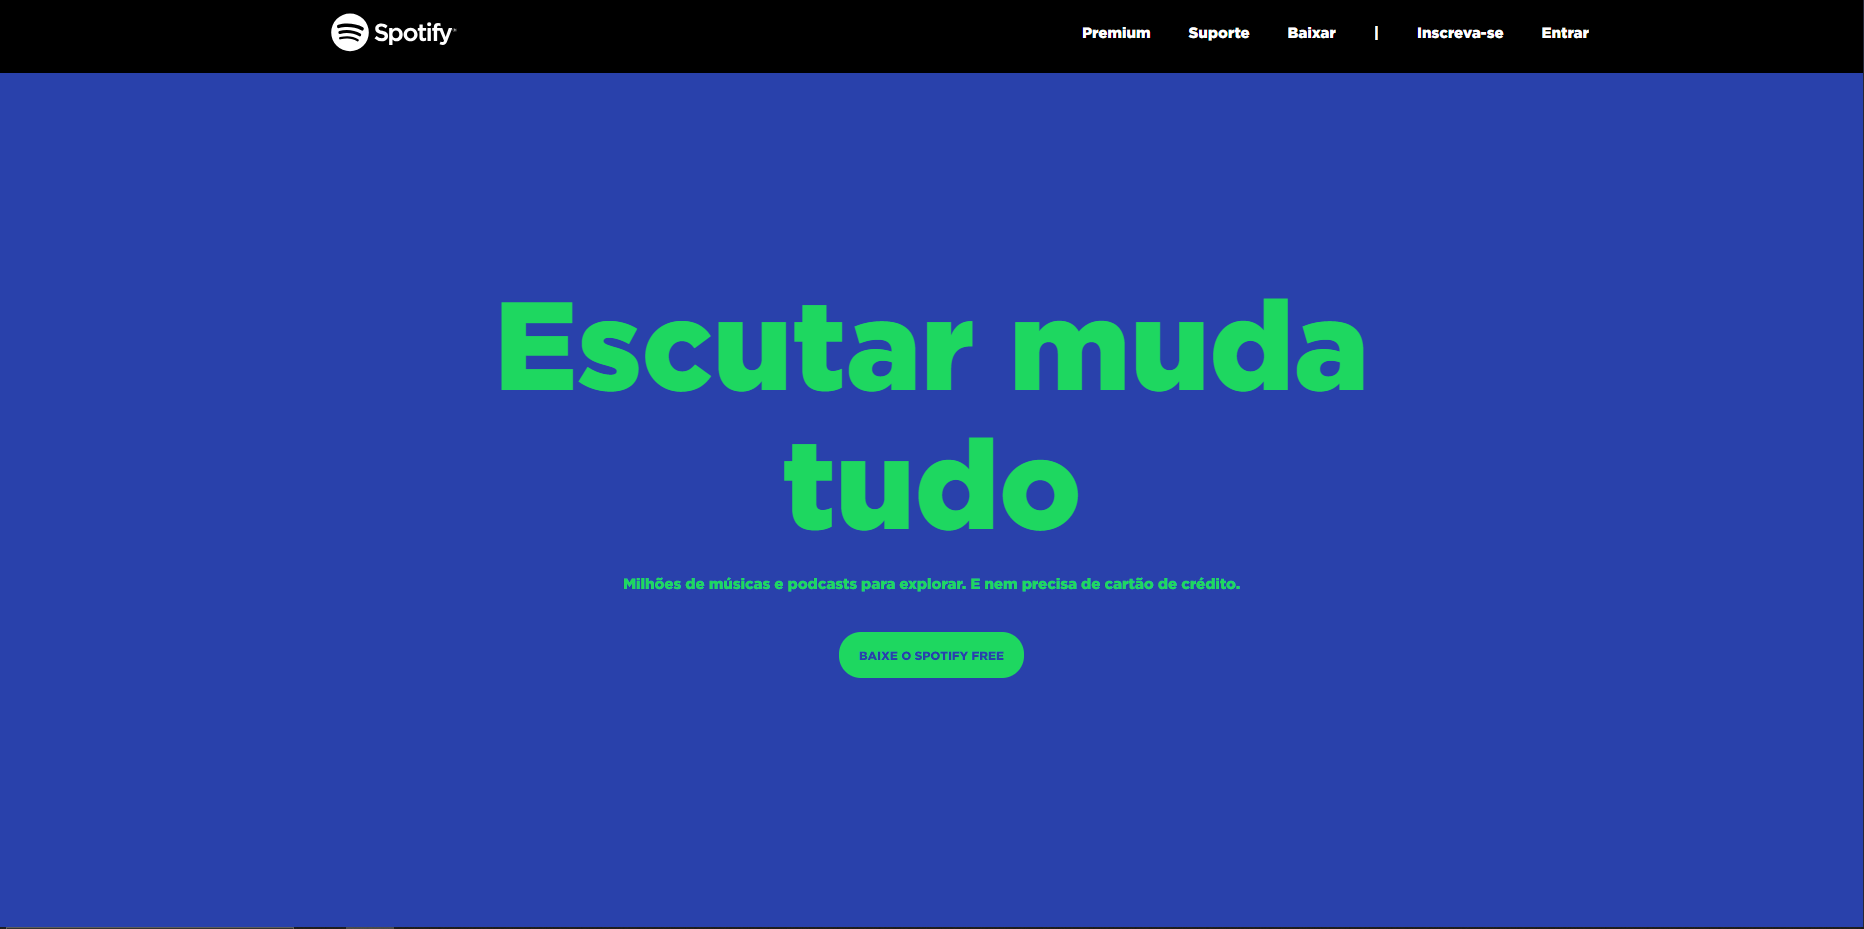 Spotify
Premium Suporte Baixar | Inscreva-se Entrar
Escutar muda
tudo
Milhões de músicas e podcasts para explorar. E nem precisa de cartão de crédito.
BAIXE O SPOTIFY FREE